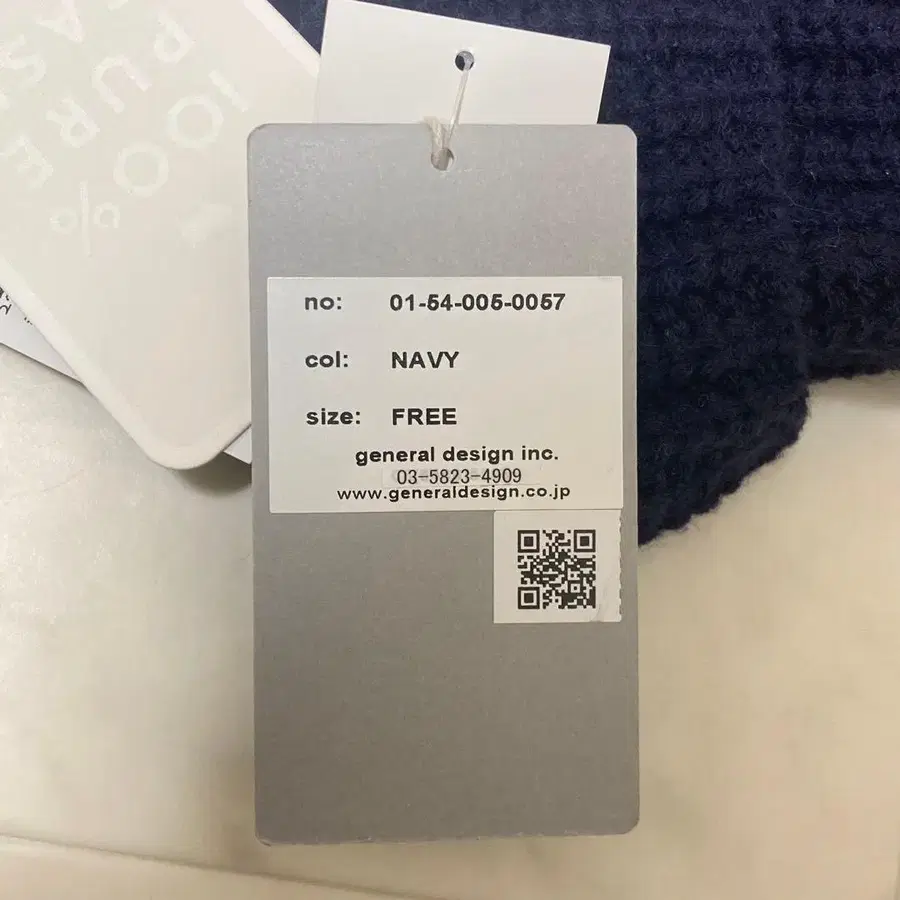 100%
PURE
no: 01-54-005-0057
col: NAVY
size: FREE
general design inc.
03-5823-4909
www.generaldesign.co.jp